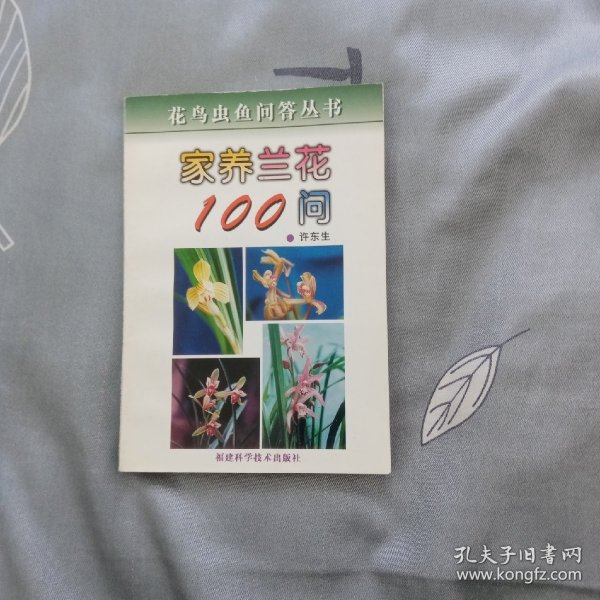 花鸟虫鱼问答丛书
家养兰花
100问
许东生
福建科学技术出版社
孔夫子旧书网
www.kongfz.com